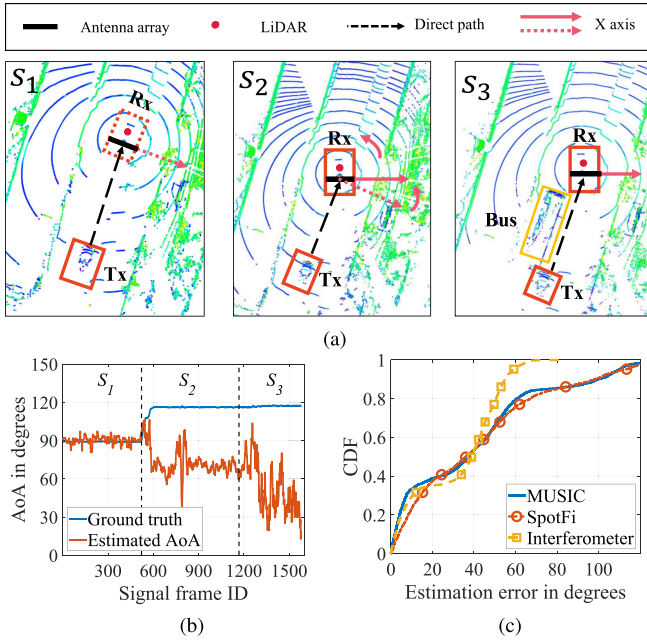 Antenna array LiDAR Direct path X axis
S1 S2 S3
Rx Rx Rx
Bus
Tx Tx Tx
(a)
150
120
90
60
30
0
AoA in degrees
S1 S2 S3
Ground truth
Estimated AoA
300 600 900 1200 1500
Signal frame ID
(b)
1
0.8
0.6
0.4
0.2
0
CDF
MUSIC
SpotFi
Interferometer
0 20 40 60 80 100
Estimation error in degrees
(c)